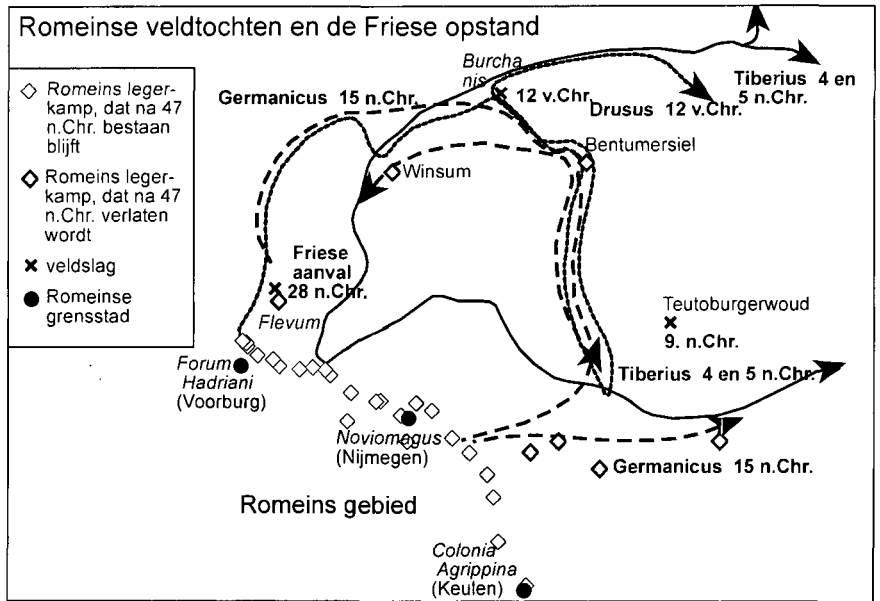 Romeinse veldtochten en de Friese opstand
Romeins leger-
kamp, dat na 47
n.Chr. bestaan
blijft
Romeins leger-
kamp, dat na 47
n.Chr. verlaten
wordt
veldslag
Romeinse
grensstad
Burcha
nis
Germanicus 15 n.Chr.
12 v.Chr.
Drusus 12 v.Chr.
Tiberius 4 en
5 n.Chr.
Bentumersiel
Winsum
Friese
aanval
28 n.Chr.
Flevum
Teutoburgerwoud
9. n.Chr.
Forum
Hadriani
(Voorburg)
Tiberius 4 en 5 n.Chr.
Noviomagus
(Nijmegen)
Germanicus 15 n.Chr.
Romeins gebied
Colonia
Agrippina
(Keulen)